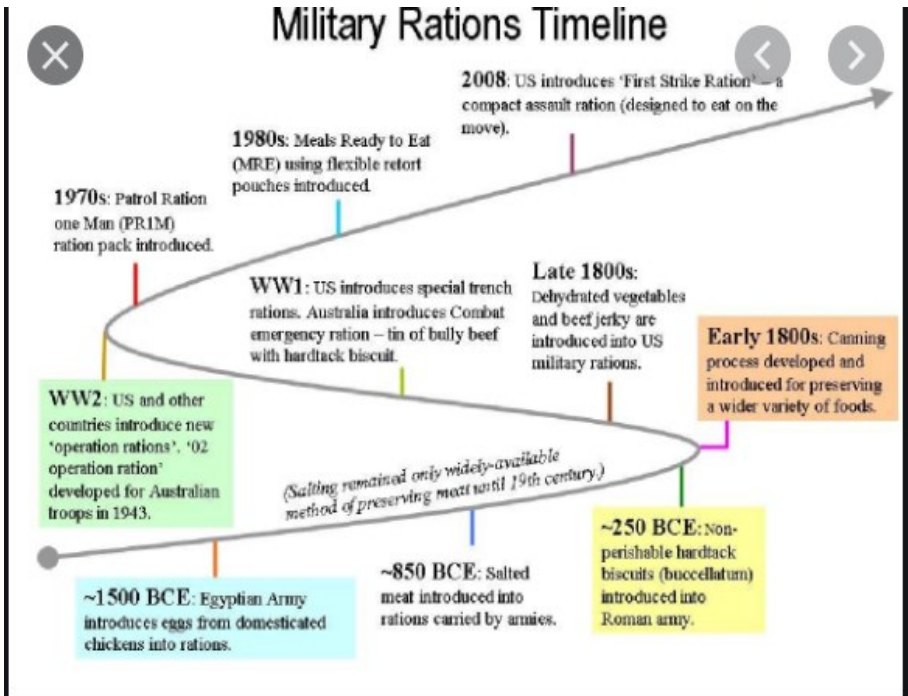 Military Rations Timeline
2008: US introduces 'First Strike Ration' – a
compact assault ration (designed to eat on the
move).
1980s: Meals Ready to Eat
(MRE) using flexible retort
pouches introduced.
1970s: Patrol Ration
one Man (PR1M)
ration pack introduced.
WW1: US introduces special trench
rations. Australia introduces Combat
emergency ration – tin of bully beef
with hardtack biscuit.
Late 1800s:
Dehydrated vegetables
and beef jerky are
introduced into US
military rations.
Early 1800s: Canning
process developed and
introduced for preserving
a wider variety of foods.
WW2: US and other
countries introduce new
'operation rations'. '02
operation ration'
developed for Australian
troops in 1943.
(Salting remained only widely-available
method of preserving meat until 19th century.)
~250 BCE: Non-
perishable hardtack
biscuits (buccellatum)
introduced into
Roman army.
~850 BCE: Salted
meat introduced into
rations carried by armies.
~1500 BCE: Egyptian Army
introduces eggs from domesticated
chickens into rations.